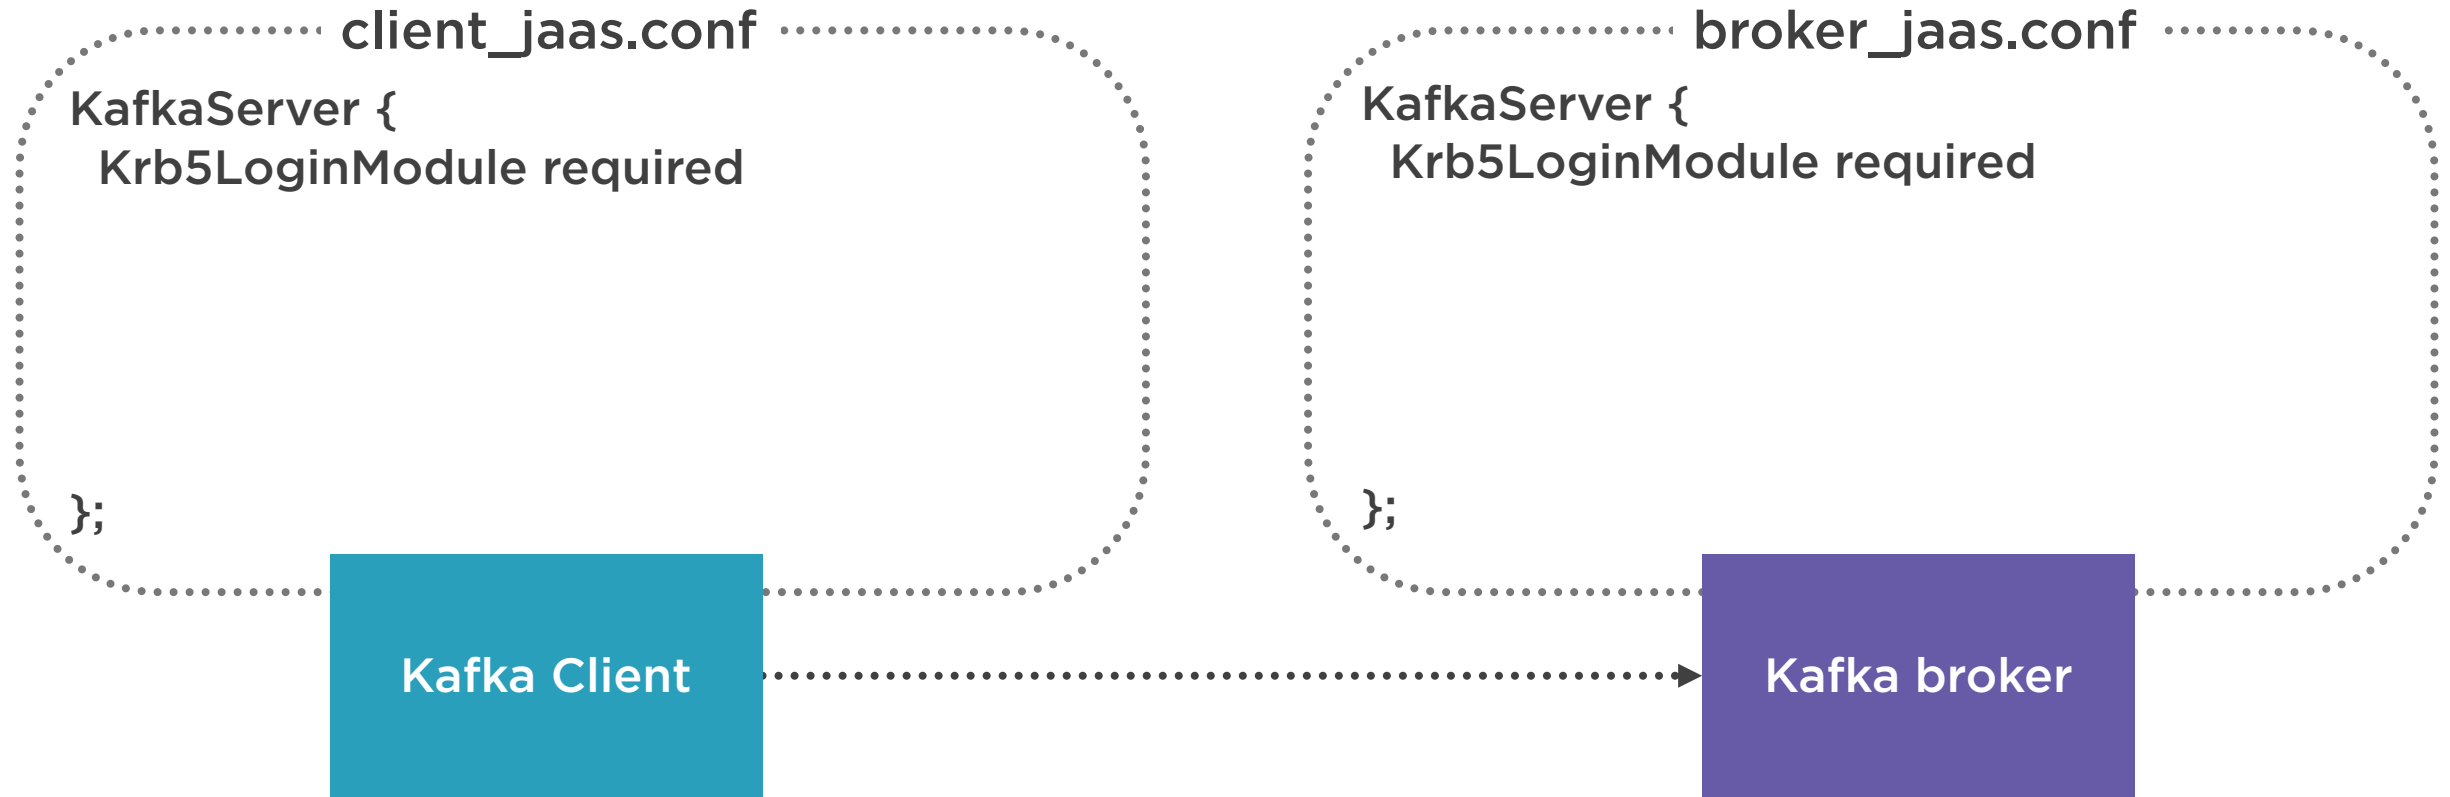 client_jaas.conf
KafkaServer {
Krb5LoginModule required
};
Kafka Client
broker_jaas.conf
KafkaServer {
Krb5LoginModule required
};
Kafka broker